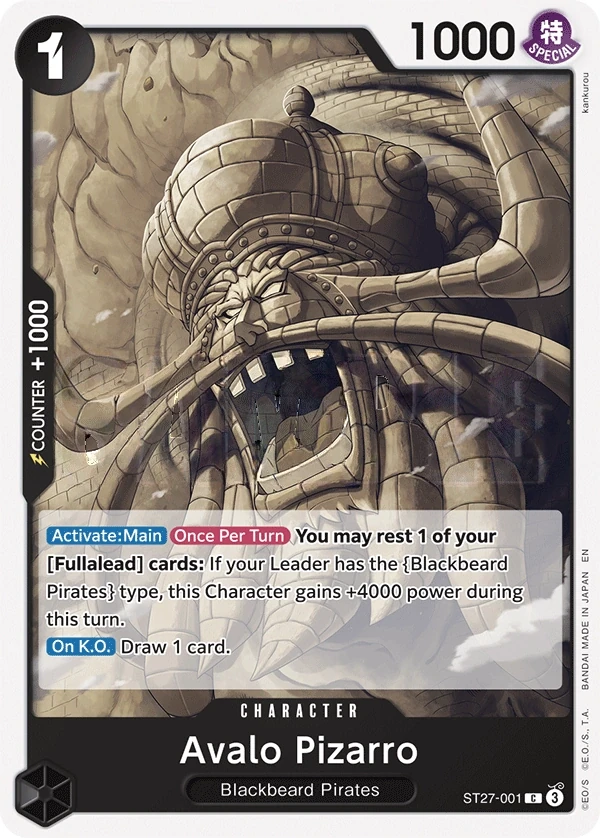 1
1000
特
SPECIAL
kankurou
COUNTER +1000
Activate:Main Once Per Turn You may rest 1 of your
[Fullalead] cards: If your Leader has the {Blackbeard
Pirates} type, this Character gains +4000 power during
this turn.
On K.O. Draw 1 card.
CHARACTER
Avalo Pizarro
Blackbeard Pirates
ST27-001 C 3
©EO/S ©E.O./S., T.A. BANDAI MADE IN JAPAN EN